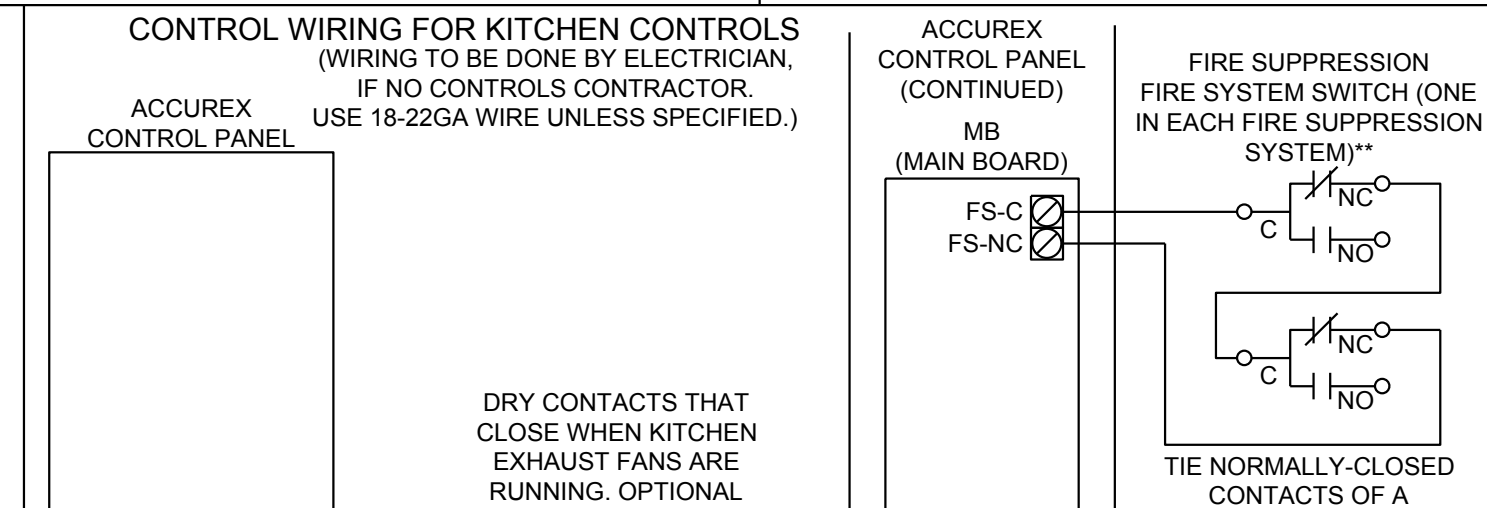 CONTROL WIRING FOR KITCHEN CONTROLS
(WIRING TO BE DONE BY ELECTRICIAN,
IF NO CONTROLS CONTRACTOR.
USE 18-22GA WIRE UNLESS SPECIFIED.)
ACCUREX
CONTROL PANEL
DRY CONTACTS THAT
CLOSE WHEN KITCHEN
EXHAUST FANS ARE
RUNNING. OPTIONAL
ACCUREX
CONTROL PANEL
(CONTINUED)
MB
(MAIN BOARD)
FS-C
FS-NC
FIRE SUPPRESSION
FIRE SYSTEM SWITCH (ONE
IN EACH FIRE SUPPRESSION
SYSTEM)**
NC
C
NO
NC
C
NO
TIE NORMALLY-CLOSED
CONTACTS OF A